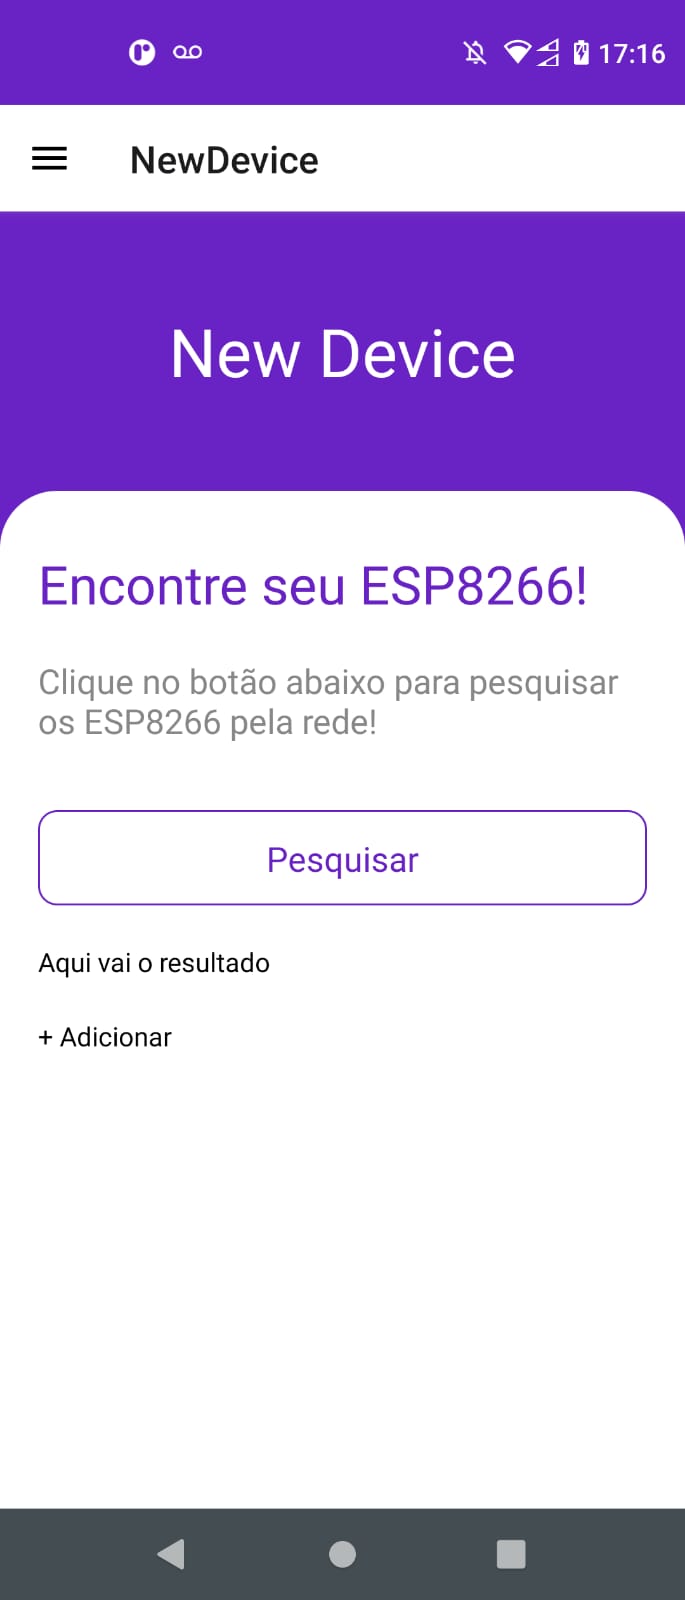 17:16
NewDevice
New Device
Encontre seu ESP8266!
Clique no botão abaixo para pesquisar
os ESP8266 pela rede!
Pesquisar
Aqui vai o resultado
+ Adicionar